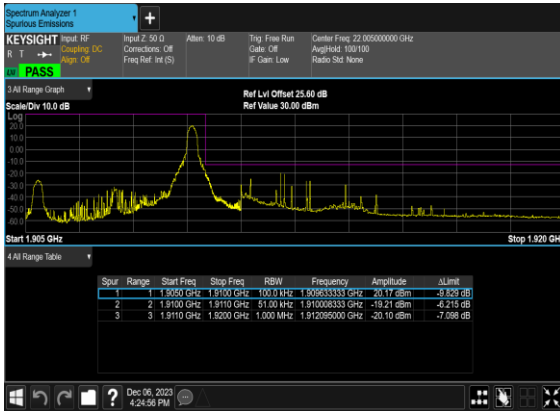 Spectrum Analyzer 1
Spurious Emissions
KEYSIGHT Input: RF Input Z: 50 Ω Atten: 10 dB Trig: Free Run Center Freq: 22.005000000 GHz
R T Coupling: DC Corrections: Off Gate: Off Avg|Hold: 100/100
Align: Off Freq Ref: Int (S) IF Gain: Low Radio Std: None
PASS
3 All Range Graph
Ref Lvl Offset 25.60 dB
Scale/Div 10.0 dB Ref Value 30.00 dBm
Log
20.0
10.0
0.00
-10.0
-20.0
-30.0
-40.0
-50.0
-60.0
Start 1.905 GHz Stop 1.920 GH
4 All Range Table
Spur Range Start Freq Stop Freq RBW Frequency Amplitude ΔLimit
1 1 1.9050 GHz 1.9100 GHz 100.0 kHz 1.909633333 GHz 20.17 dBm -9.829 dB
2 2 1.9100 GHz 1.9110 GHz 51.00 kHz 1.910008333 GHz -19.21 dBm -6.215 dB
3 3 1.9110 GHz 1.9200 GHz 1.000 MHz 1.912095000 GHz -20.10 dBm -7.098 dB
Dec 06, 2023
4:24:56 PM